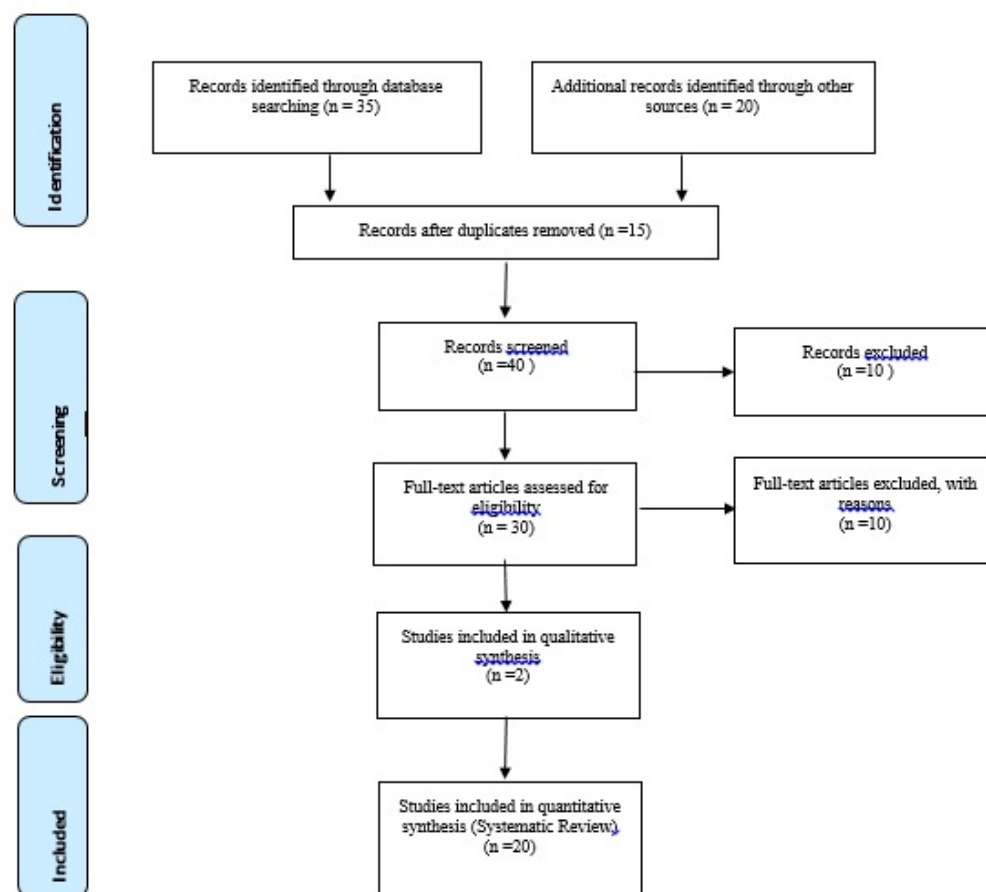 Identification
Records identified through database
searching (n = 35)
Additional records identified through other
sources (n = 20)
Records after duplicates removed (n =15)
Screening
Records screened
(n =40 )
Records excluded
(n =10 )
Full-text articles assessed for
eligibility
(n = 30)
Full-text articles excluded, with
reasons
(n =10)
Eligibility
Studies included in qualitative
synthesis
(n =2)
Included
Studies included in quantitative
synthesis (Systematic Review)
(n =20)